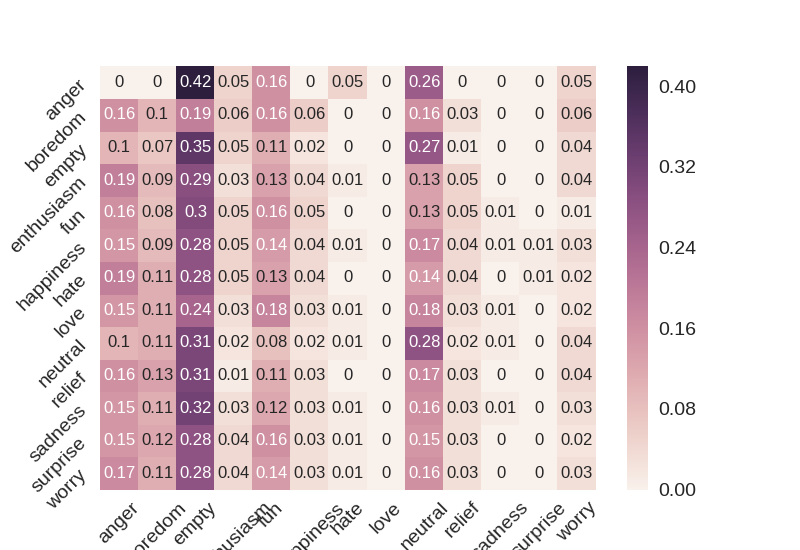 0 0 0.42 0.05 0.16 0 0.05 0 0.26 0 0 0 0.05
0.16 0.1 0.19 0.06 0.16 0.06 0 0 0.16 0.03 0 0 0.06
0.1 0.07 0.35 0.05 0.11 0.02 0 0 0.27 0.01 0 0 0.04
0.19 0.09 0.29 0.03 0.13 0.04 0.01 0 0.13 0.05 0 0 0.04
0.16 0.08 0.3 0.05 0.16 0.05 0 0 0.13 0.05 0.01 0 0.01
0.15 0.09 0.28 0.05 0.14 0.04 0.01 0 0.17 0.04 0.01 0.01 0.03
0.19 0.11 0.28 0.05 0.13 0.04 0 0 0.14 0.04 0 0.01 0.02
0.15 0.11 0.24 0.03 0.18 0.03 0.01 0 0.18 0.03 0.01 0 0.02
0.1 0.11 0.31 0.02 0.08 0.02 0.01 0 0.28 0.02 0.01 0 0.04
0.16 0.13 0.31 0.01 0.11 0.03 0 0 0.17 0.03 0 0 0.04
0.15 0.11 0.32 0.03 0.12 0.03 0.01 0 0.16 0.03 0.01 0 0.03
0.15 0.12 0.28 0.04 0.16 0.03 0.01 0 0.15 0.03 0 0 0.02
0.17 0.11 0.28 0.04 0.14 0.03 0.01 0 0.16 0.03 0 0 0.03
anger
boredom
empty
enthusiasm
fun
happiness
hate
love
neutral
relief
sadness
surprise
worry
anger
oredom
empty
husiasm
fun
ppiness
hate
love
neutral
relief
sadness
surprise
worry
0.40
0.32
0.24
0.16
0.08
0.00